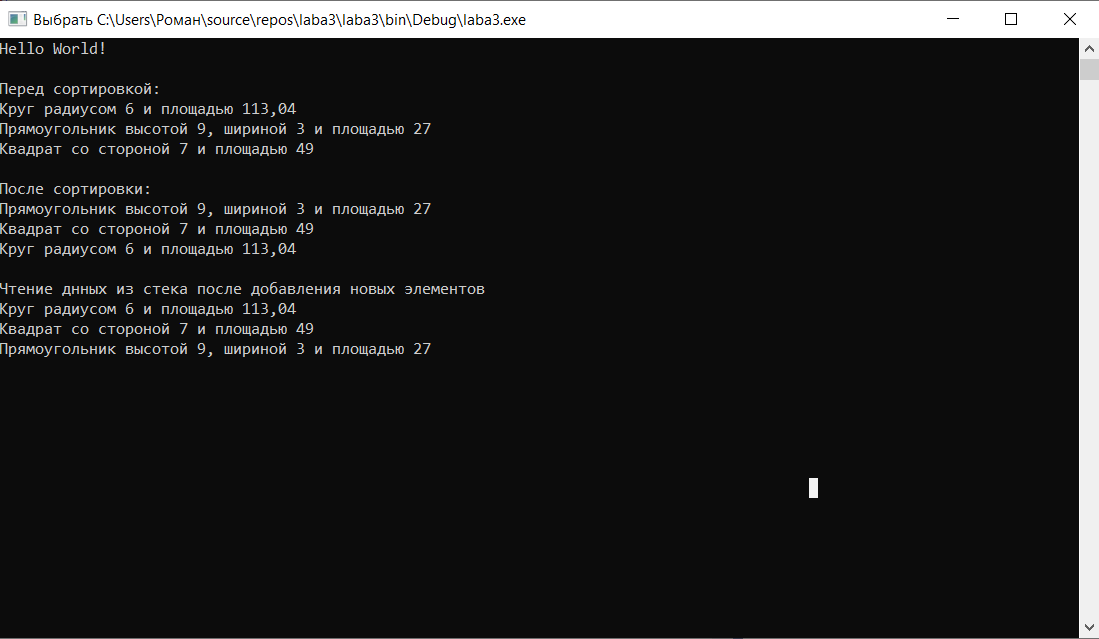 Выбрать C:\Users\Роман\source\repos\laba3\laba3\bin\Debug\laba3.exe
Hello World!
Перед сортировкой:
Круг радиусом 6 и площадью 113,04
Прямоугольник высотой 9, шириной 3 и площадью 27
Квадрат со стороной 7 и площадью 49
После сортировки:
Прямоугольник высотой 9, шириной 3 и площадью 27
Квадрат со стороной 7 и площадью 49
Круг радиусом 6 и площадью 113,04
Чтение днных из стека после добавления новых элементов
Круг радиусом 6 и площадью 113,04
Квадрат со стороной 7 и площадью 49
Прямоугольник высотой 9, шириной 3 и площадью 27